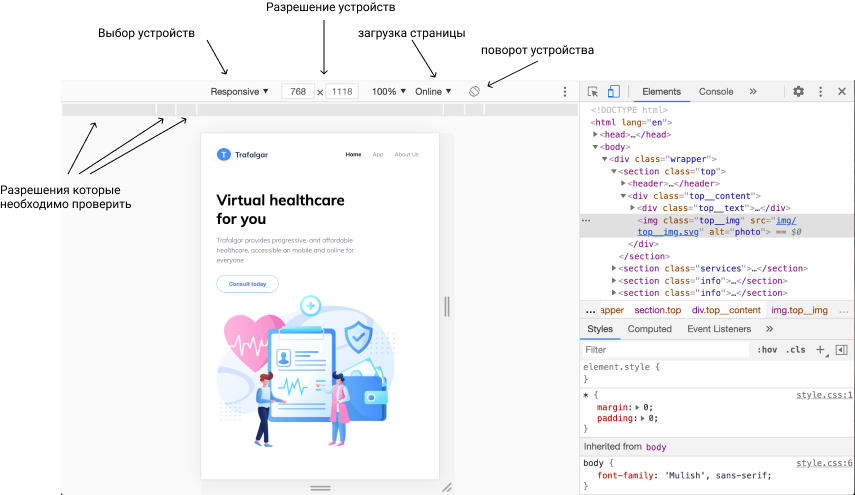 Разрешение устройств
Выбор устройств
загрузка страницы
поворот устройства
Responsive ▼
768 × 1118
100% ▼
Online ▼
Разрешения которые
необходимо проверить
T Trafalgar
Home App About Us
Virtual healthcare
for you
Trafalgar provides progressive, and affordable
healthcare, accessible on mobile and online for
everyone
Consult today
Elements Console »
<!DOCTYPE html>
<html lang="en">
▶<head>…</head>
▼<body>
▼<div class="wrapper">
▼<section class="top">
▶<header>…</header>
▼<div class="top__content">
▶<div class="top__text">…</div>
… <img class="top__img" src="img/
top__img.svg" alt="photo"> == $0
</div>
</section>
▶<section class="services">…</section>
▶<section class="info">…</section>
▶<section class="info">…</section>
… apper section.top div.top__content img.top__img …
Styles Computed Event Listeners »
Filter :hov .cls +
element.style {
}
* { style.css:1
margin:▶ 0;
padding:▶ 0;
}
Inherited from body
body { style.css:6
font-family: 'Mulish', sans-serif;
}